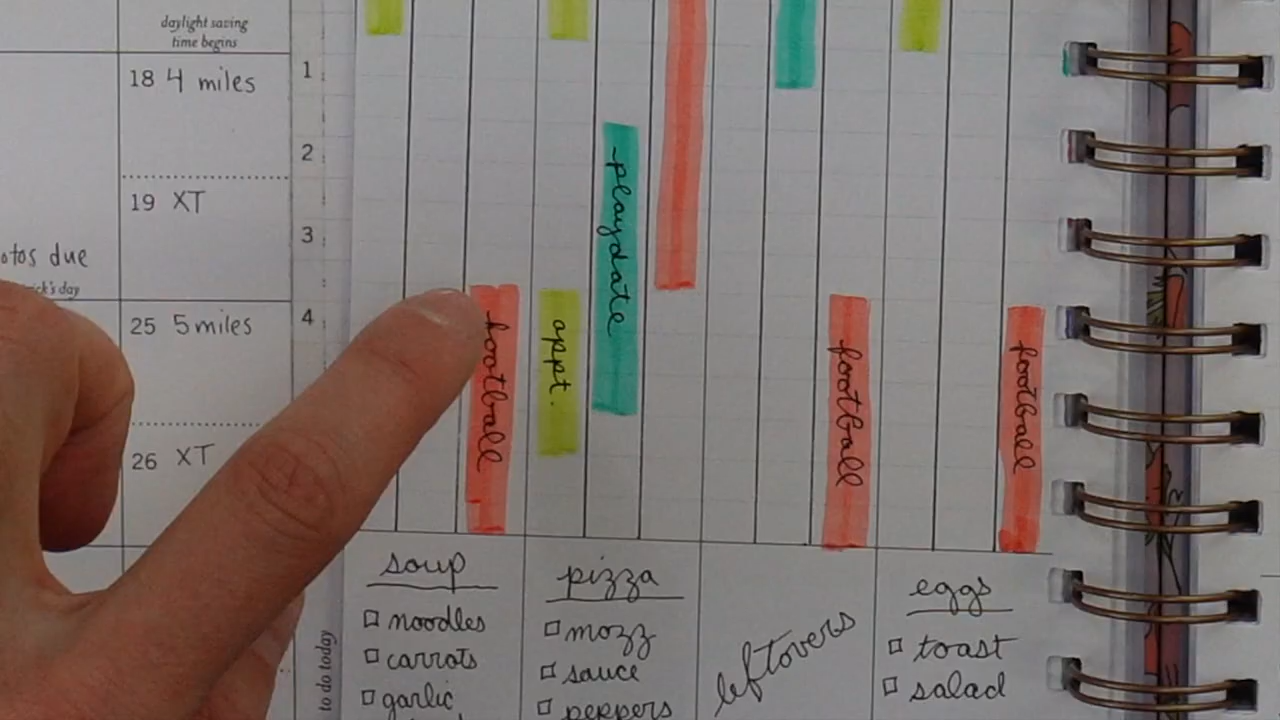 daylight saving
time begins
18 4 miles
19 XT
otos due
ick's day
25 5 miles
26 XT
1
2
3
4
football
appt.
playdate
football
football
to do today
soup
noodles
carrots
garlic
pizza
mozz
sauce
peppers
leftovers
eggs
toast
salad